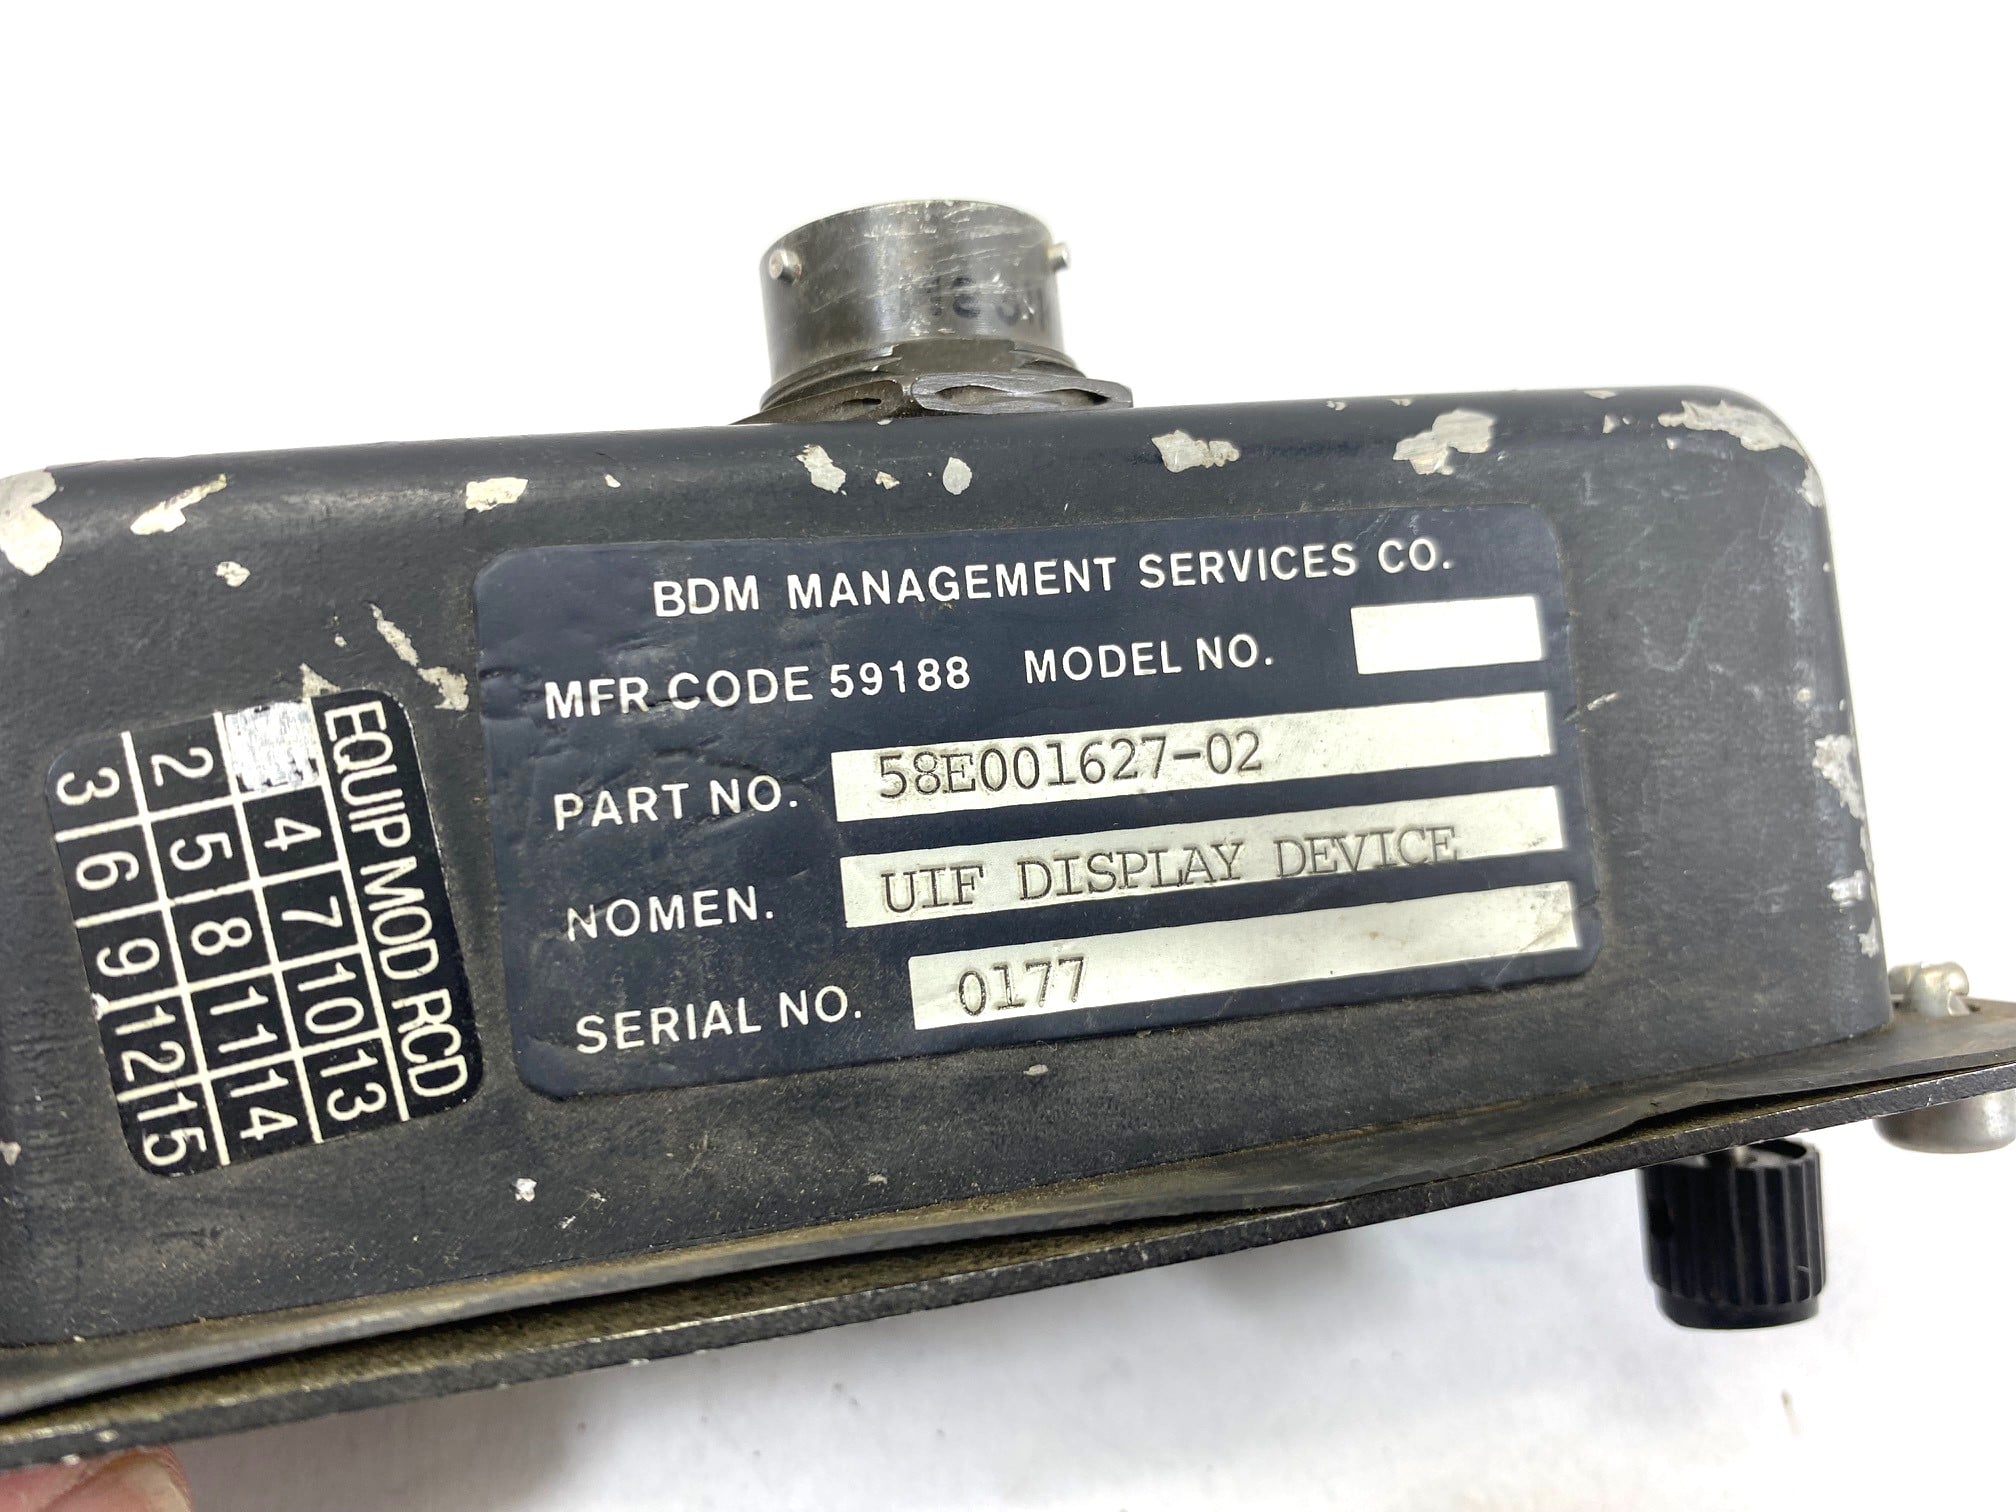 BDM MANAGEMENT SERVICES CO.
MFR CODE 59188 MODEL NO.
PART NO. 58E001627-02
NOMEN. UIF DISPLAY DEVICE
SERIAL NO. 0177
EQUIP MOD RCD
4 7 10 13
2 5 8 11 14
3 6 9 12 15